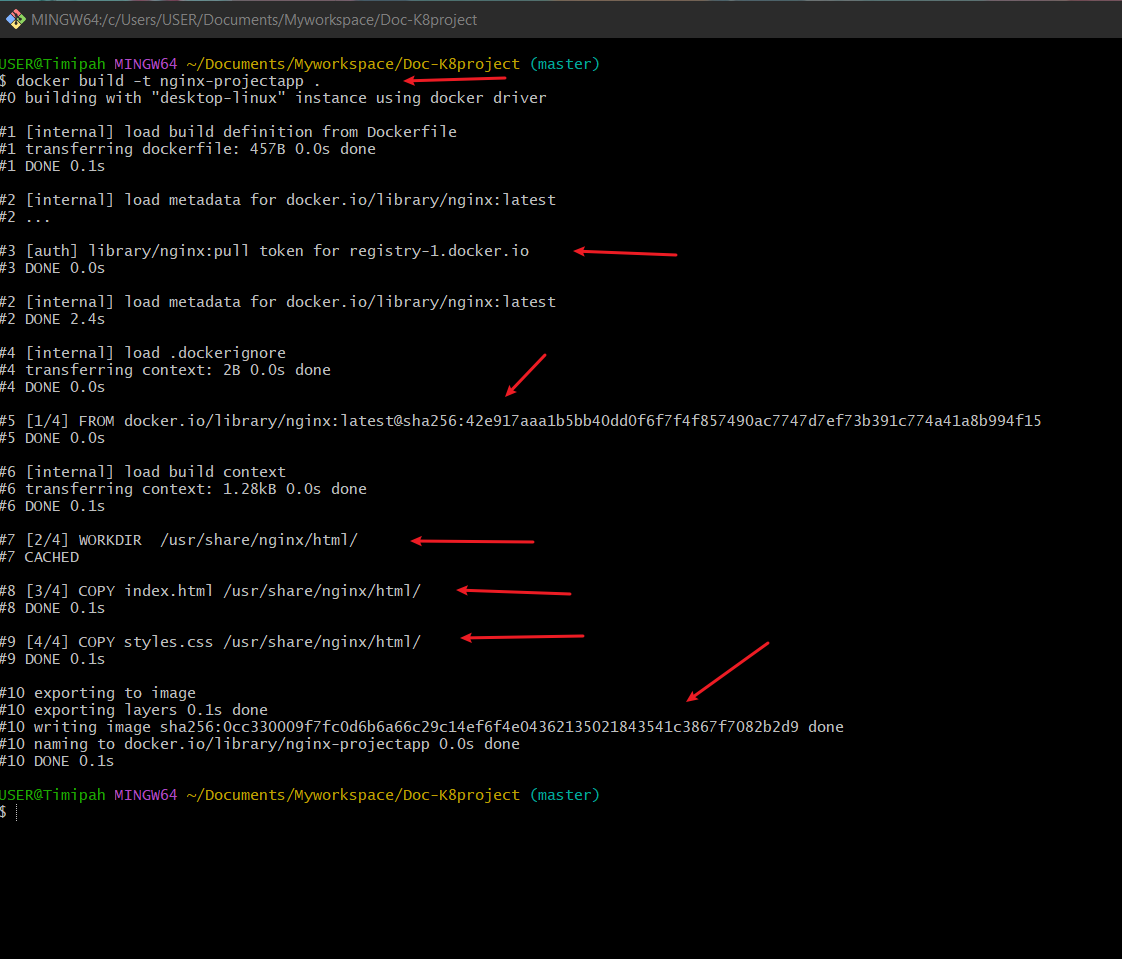 MINGW64:/c/Users/USER/Documents/Myworkspace/Doc-K8project
USER@Timipah MINGW64 ~/Documents/Myworkspace/Doc-K8project (master)
$ docker build -t nginx-projectapp .
#0 building with "desktop-linux" instance using docker driver
#1 [internal] load build definition from Dockerfile
#1 transferring dockerfile: 457B 0.0s done
#1 DONE 0.1s
#2 [internal] load metadata for docker.io/library/nginx:latest
#2 ...
#3 [auth] library/nginx:pull token for registry-1.docker.io
#3 DONE 0.0s
#2 [internal] load metadata for docker.io/library/nginx:latest
#2 DONE 2.4s
#4 [internal] load .dockerignore
#4 transferring context: 2B 0.0s done
#4 DONE 0.0s
#5 [1/4] FROM docker.io/library/nginx:latest@sha256:42e917aaa1b5bb40dd0f6f7f4f857490ac7747d7ef73b391c774a41a8b994f15
#5 DONE 0.0s
#6 [internal] load build context
#6 transferring context: 1.28kB 0.0s done
#6 DONE 0.1s
#7 [2/4] WORKDIR  /usr/share/nginx/html/
#7 CACHED
#8 [3/4] COPY index.html /usr/share/nginx/html/
#8 DONE 0.1s
#9 [4/4] COPY styles.css /usr/share/nginx/html/
#9 DONE 0.1s
#10 exporting to image
#10 exporting layers 0.1s done
#10 writing image sha256:0cc330009f7fc0d6b6a66c29c14ef6f4e04362135021843541c3867f7082b2d9 done
#10 naming to docker.io/library/nginx-projectapp 0.0s done
#10 DONE 0.1s
USER@Timipah MINGW64 ~/Documents/Myworkspace/Doc-K8project (master)
$